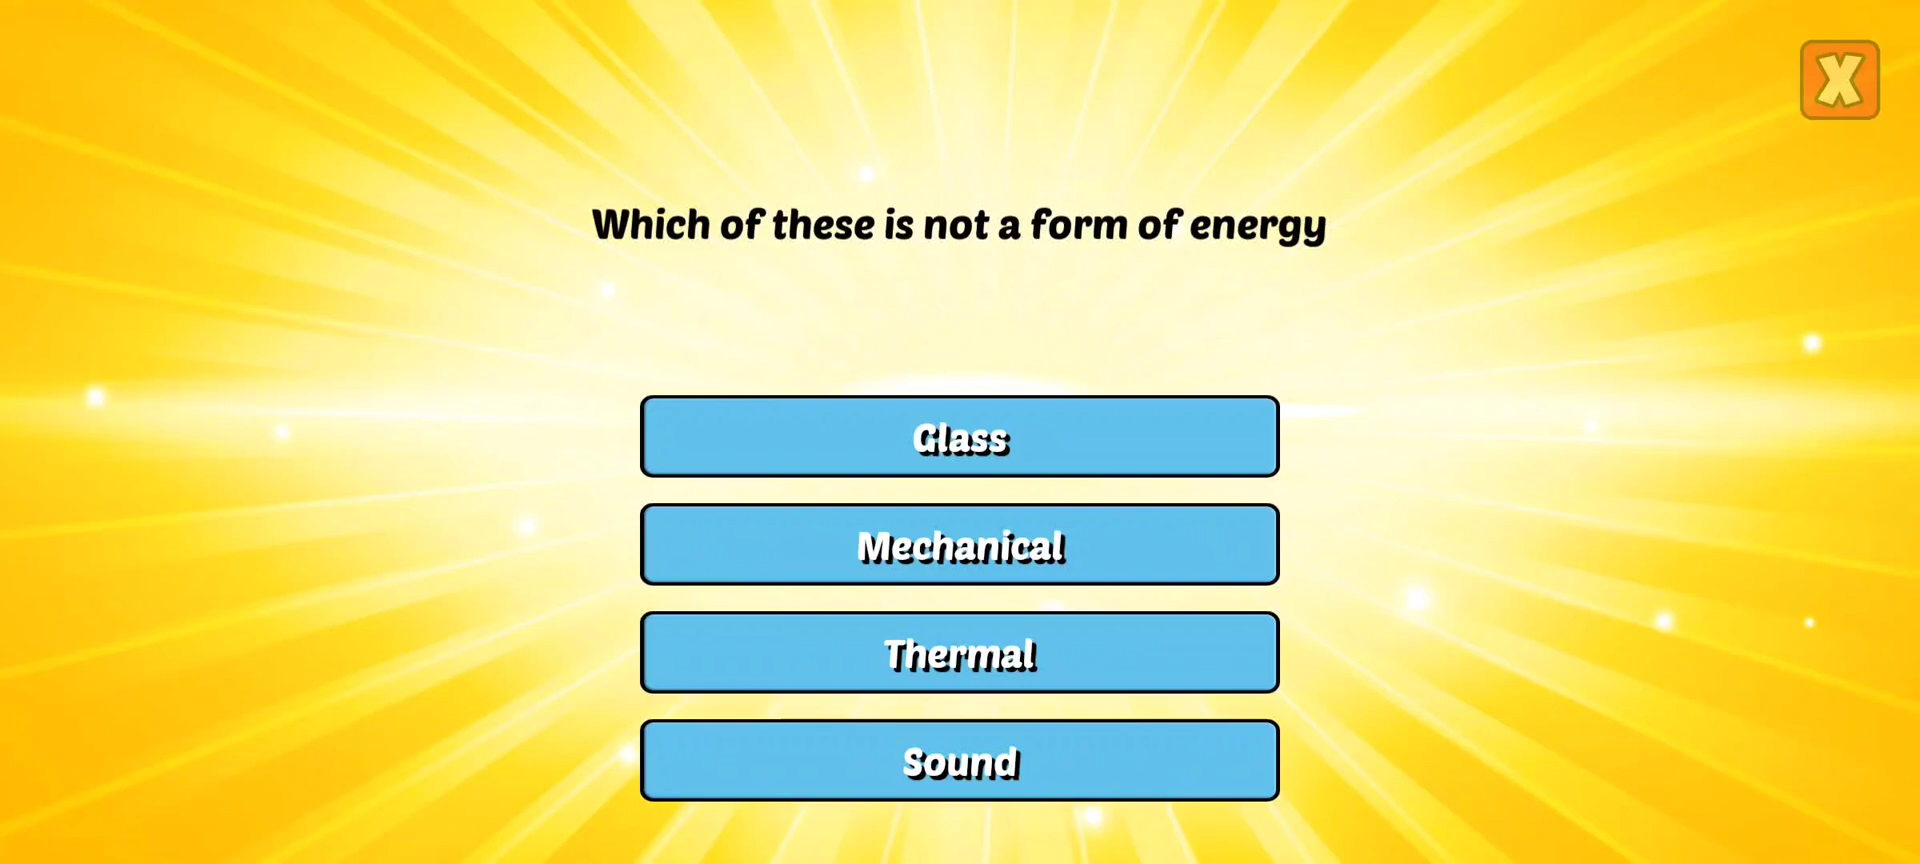 X
Which of these is not a form of energy
Glass
Mechanical
Thermal
Sound